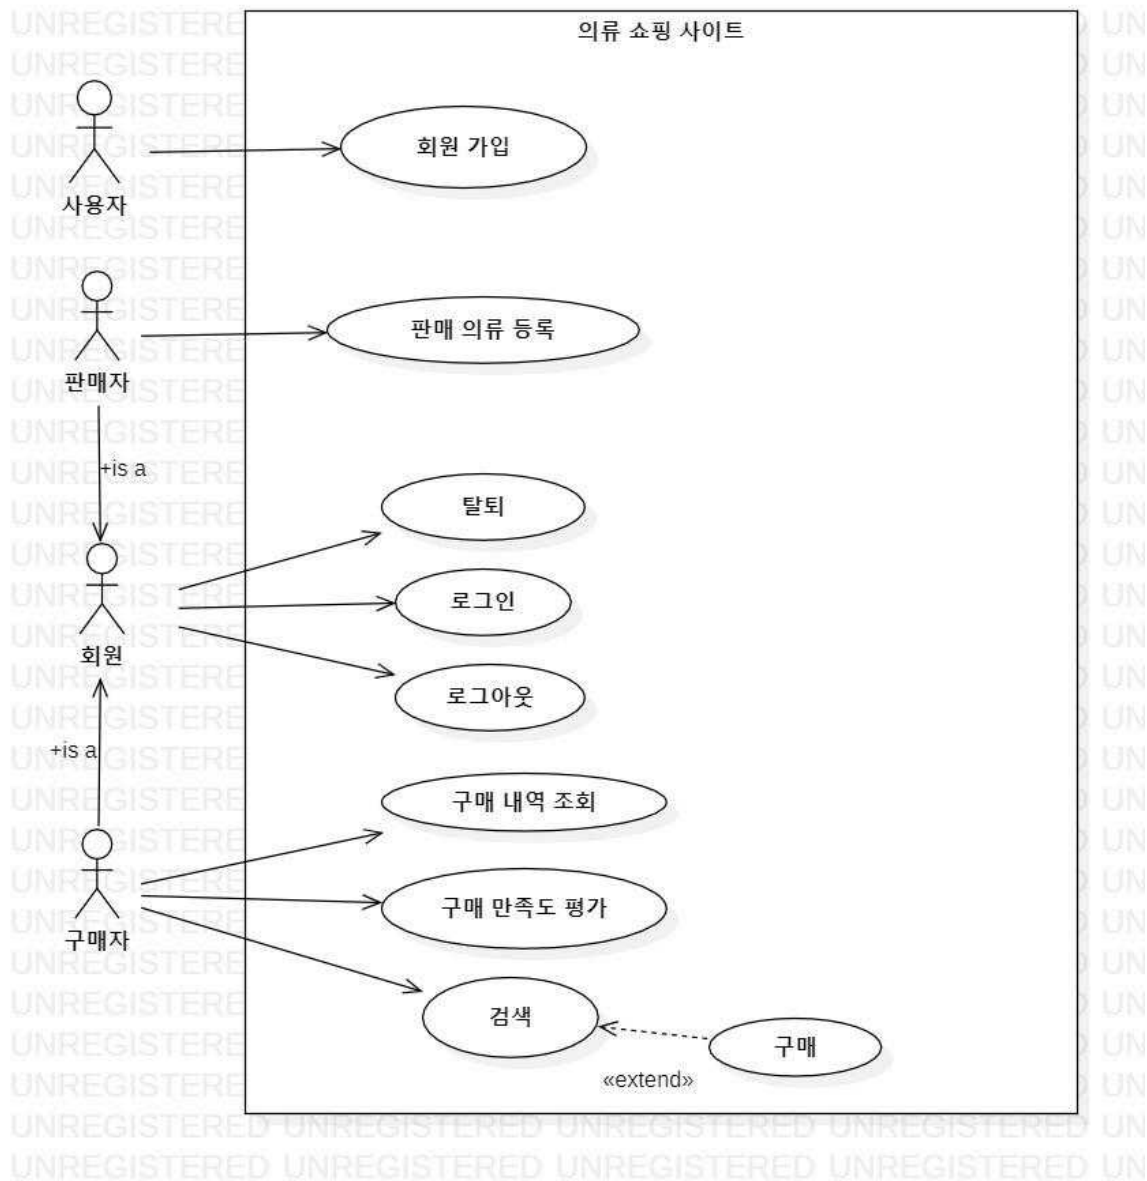 의류 쇼핑 사이트
회원 가입
사용자
판매 의류 등록
판매자
+is a
탈퇴
로그인
회원
로그아웃
+is a
구매 내역 조회
구매 만족도 평가
구매자
검색
구매
«extend»
UNREGISTERED UNREGISTERED UNREGISTERED UNREGISTERED UN
UNREGISTERED UNREGISTERED UNREGISTERED UNREGISTERED UN